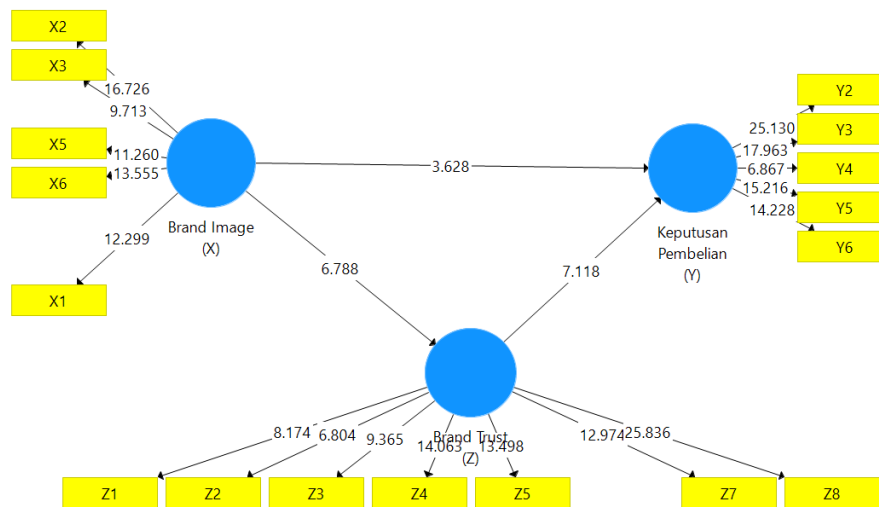 X2
X3
16.726
9.713
X5
X6
11.260
13.555
12.299
X1
Brand Image
(X)
3.628
6.788
7.118
Keputusan
Pembelian
(Y)
25.130
17.963
6.867
15.216
14.228
Y2
Y3
Y4
Y5
Y6
Brand Trust
(Z)
8.174
6.804
9.365
14.063
13.498
12.974
25.836
Z1
Z2
Z3
Z4
Z5
Z7
Z8